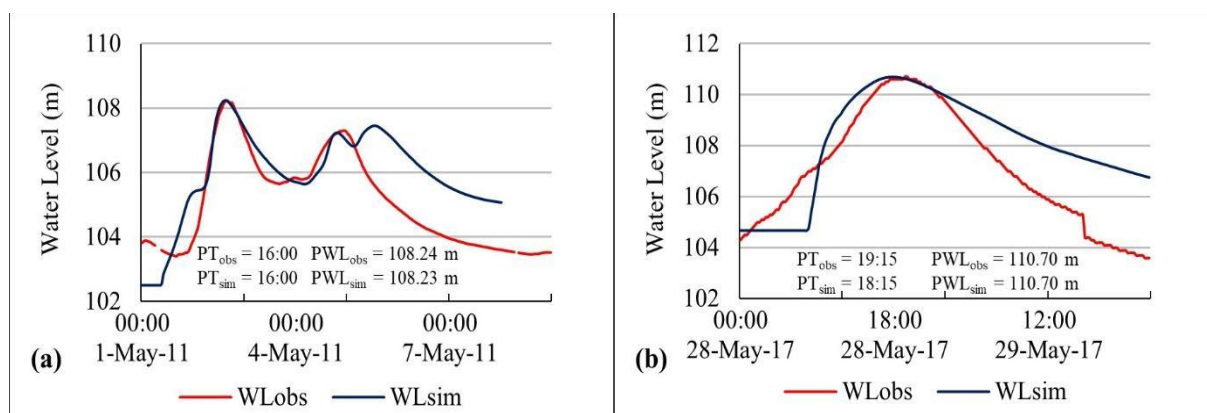 110
108
106
104
102
Water Level (m)
PTobs = 16:00 PWLobs = 108.24 m
PTsim = 16:00 PWLsim = 108.23 m
00:00 00:00 00:00
1-May-11 4-May-11 7-May-11
(a)
WLobs WLsim
112
110
108
106
104
102
Water Level (m)
PTobs = 19:15 PWLobs = 110.70 m
PTsim = 18:15 PWLsim = 110.70 m
00:00 18:00 12:00
28-May-17 28-May-17 29-May-17
(b)
WLobs WLsim